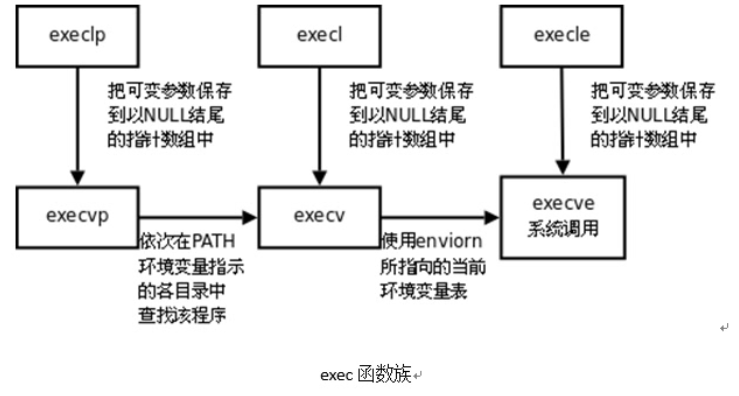 execlp
execl
execle
把可变参数保存
到以NULL结尾
的指针数组中
把可变参数保存
到以NULL结尾
的指针数组中
把可变参数保存
到以NULL结尾
的指针数组中
execvp
execv
execve
系统调用
依次在PATH
环境变量指示
的各目录中
查找该程序
使用enviorn
所指向的当前
环境变量表
exec 函数族